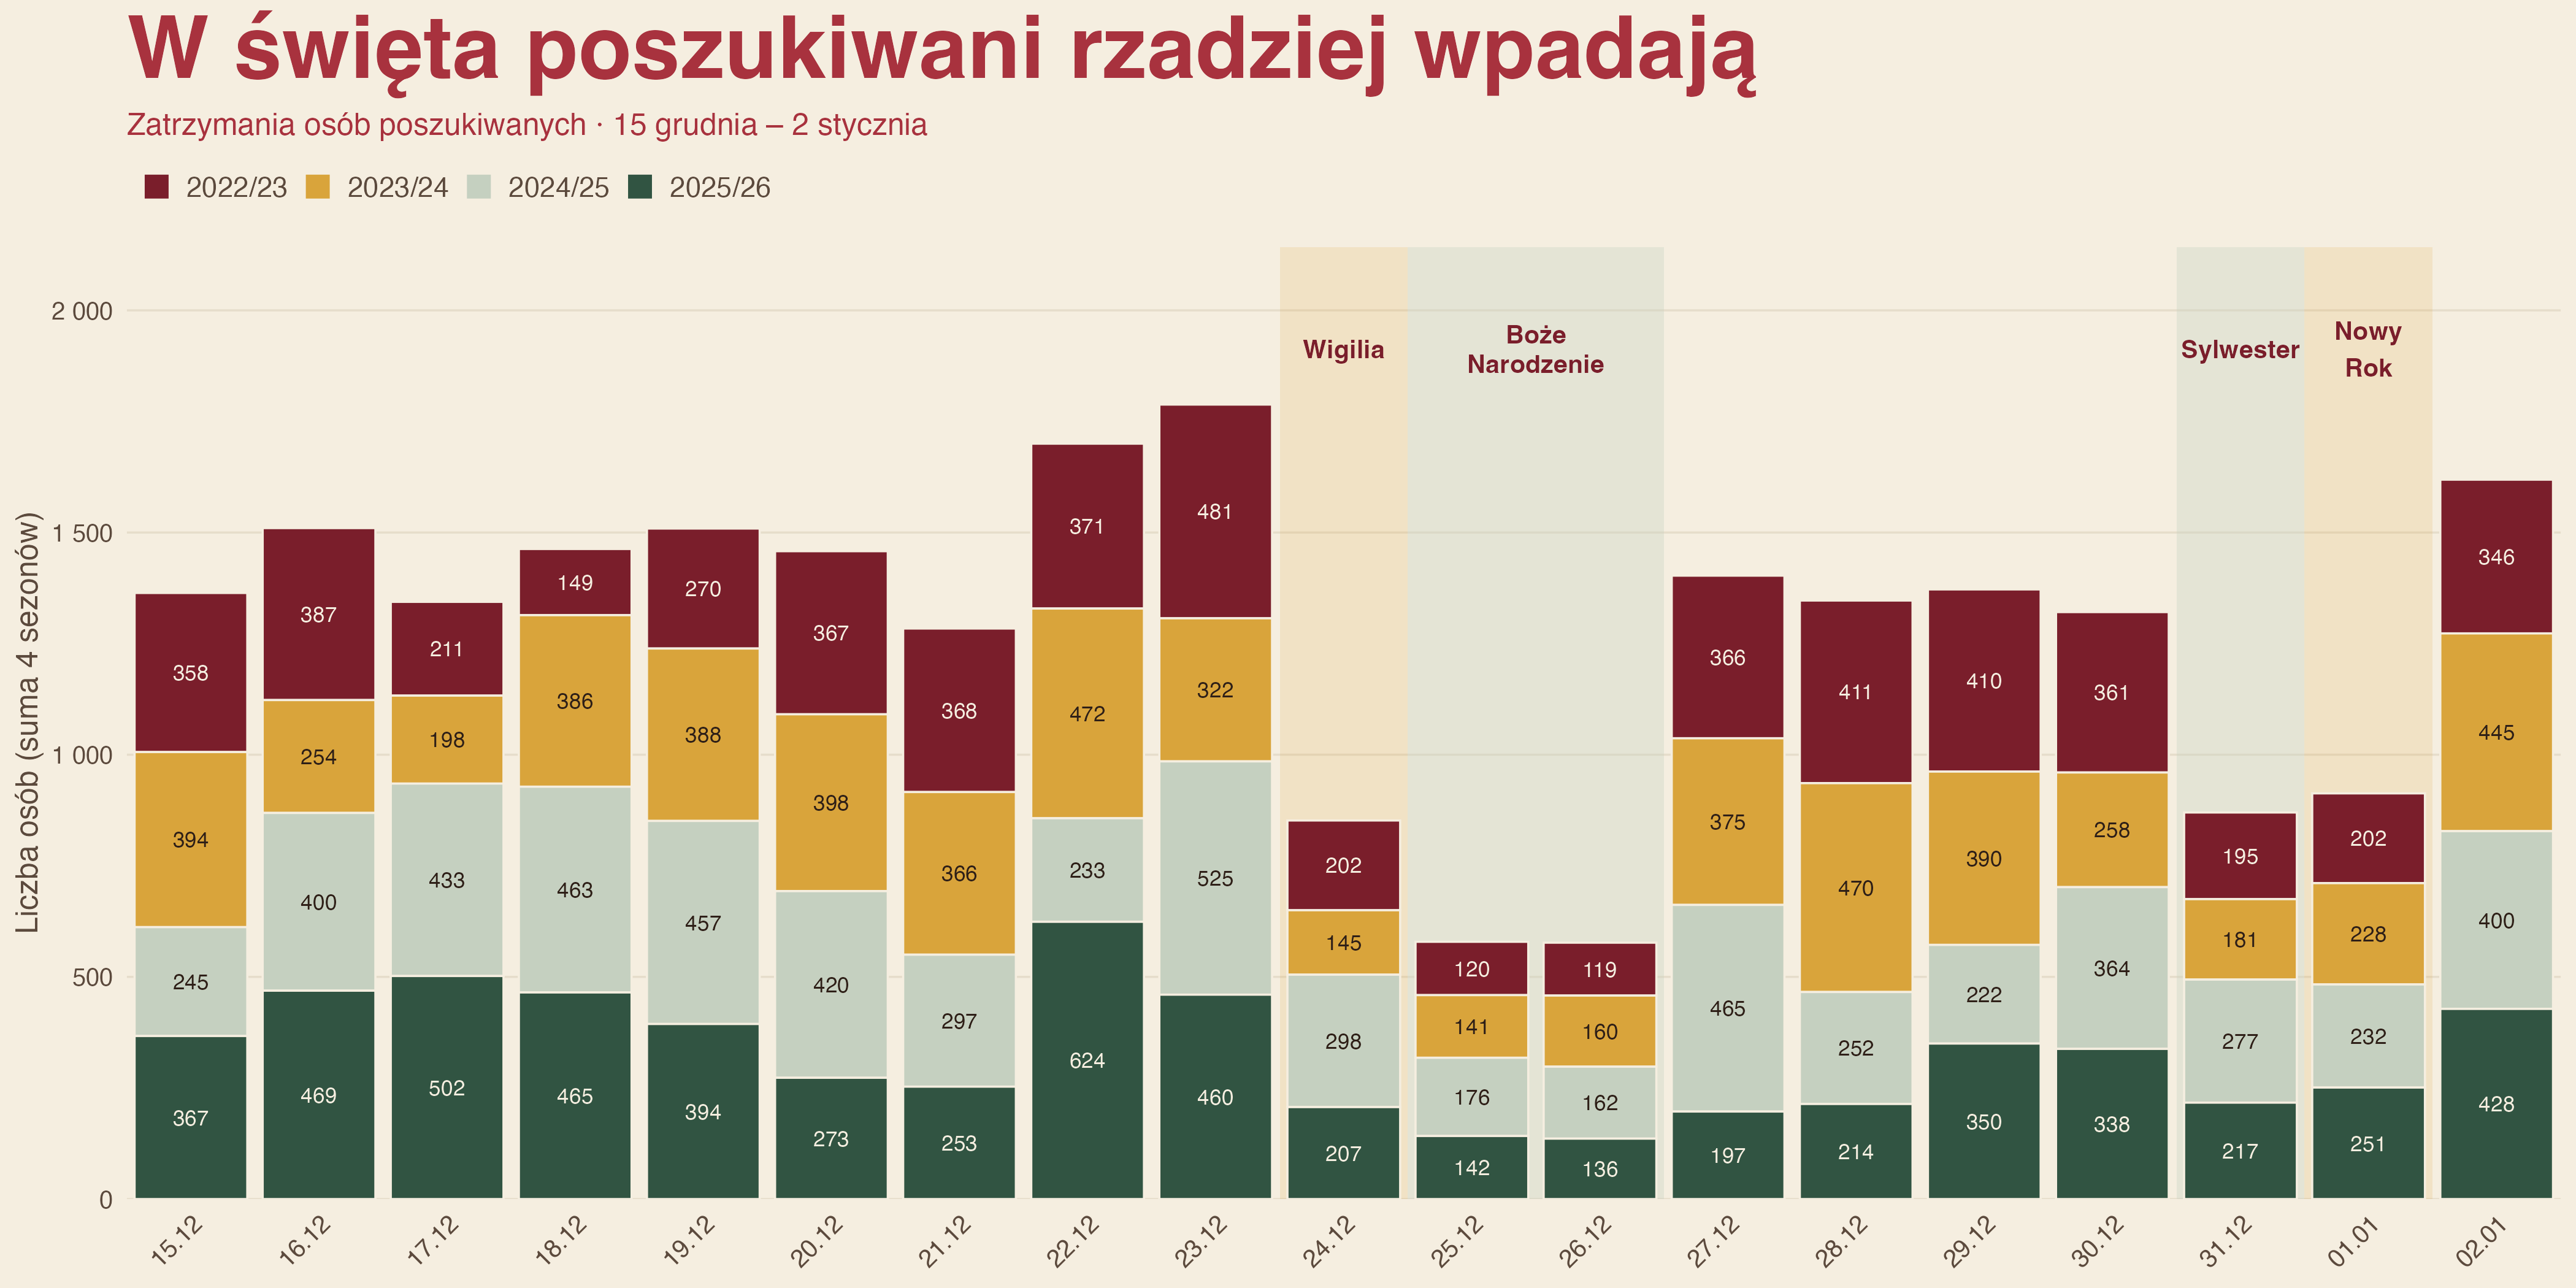 W święta poszukiwani rzadziej wpadają
Zatrzymania osób poszukiwanych · 15 grudnia – 2 stycznia
2022/23 2023/24 2024/25 2025/26
Liczba osób (suma 4 sezonów)
2 000
1 500
1 000
500
0
Wigilia
Boże
Narodzenie
Sylwester
Nowy
Rok
358 394 245 367
387 254 400 469
211 198 433 502
149 386 463 465
270 388 457 394
367 398 420 273
368 366 297 253
371 472 233 624
481 322 525 460
202 145 298 207
120 141 176 142
119 160 162 136
366 375 465 197
411 470 252 214
410 390 222 350
361 258 364 338
195 181 277 217
202 228 232 251
346 445 400 428
15.12 16.12 17.12 18.12 19.12 20.12 21.12 22.12 23.12 24.12 25.12 26.12 27.12 28.12 29.12 30.12 31.12 01.01 02.01